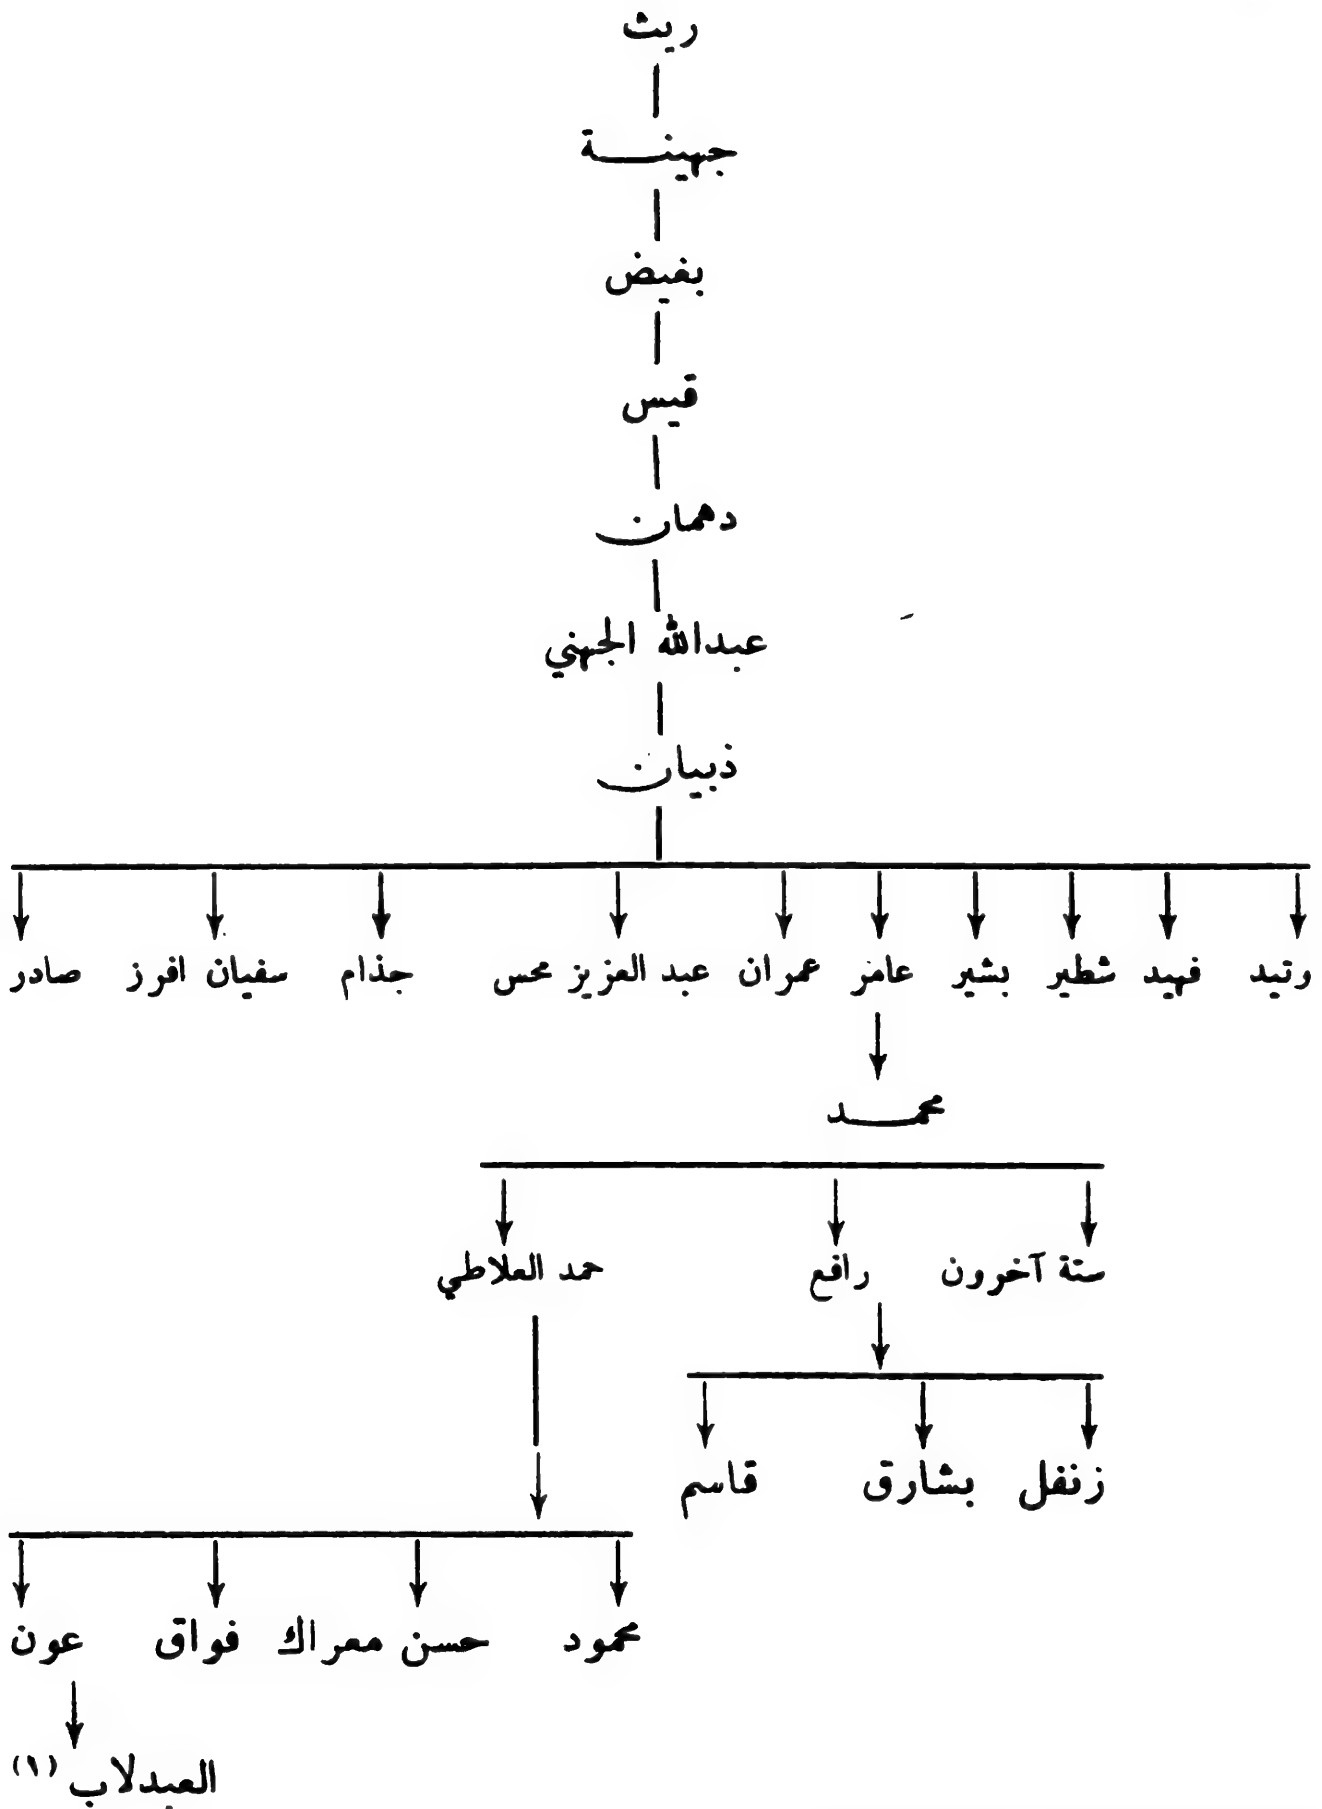 ريث
جهينة
بغيض
قيس
دهمان
عبدالله الجهني
ذبيان
وتيد فهيد شطير بشير عامر عمران عبد العزيز محس جذام سفيان افرز صادر
محمد
ستة آخرون رافع حمد العلاطي
زنفل بشارق قاسم
محمود حسن معراك فواق عون
العبدلاب (١)